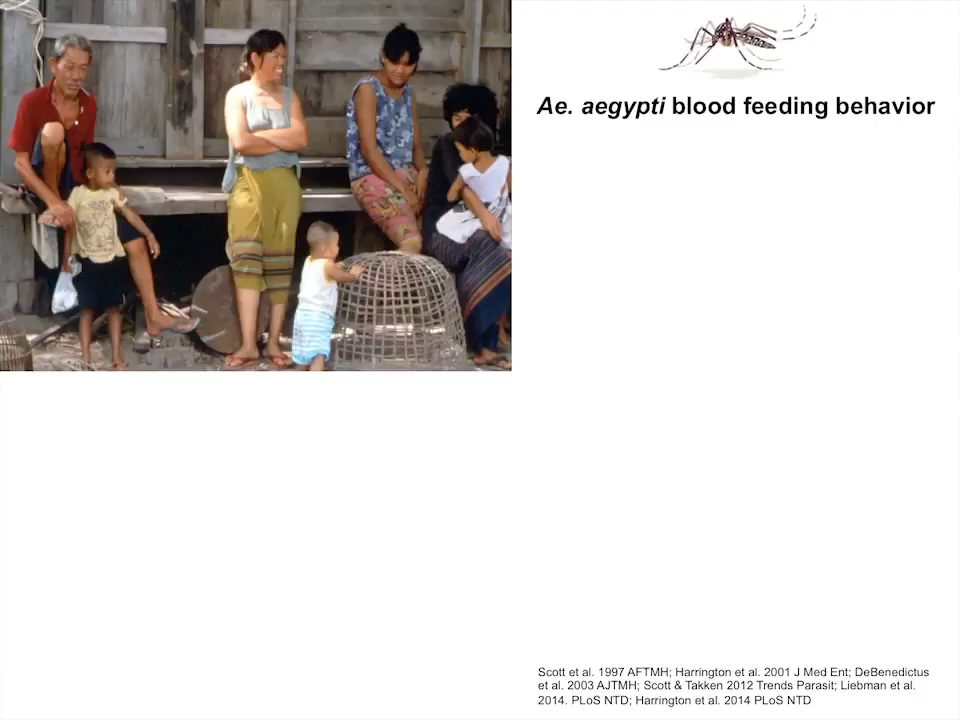 Ae. aegypti blood feeding behavior
Scott et al. 1997 AFTMH; Harrington et al. 2001 J Med Ent; DeBenedictus
et al. 2003 AJTMH; Scott & Takken 2012 Trends Parasit; Liebman et al.
2014. PLoS NTD; Harrington et al. 2014 PLoS NTD